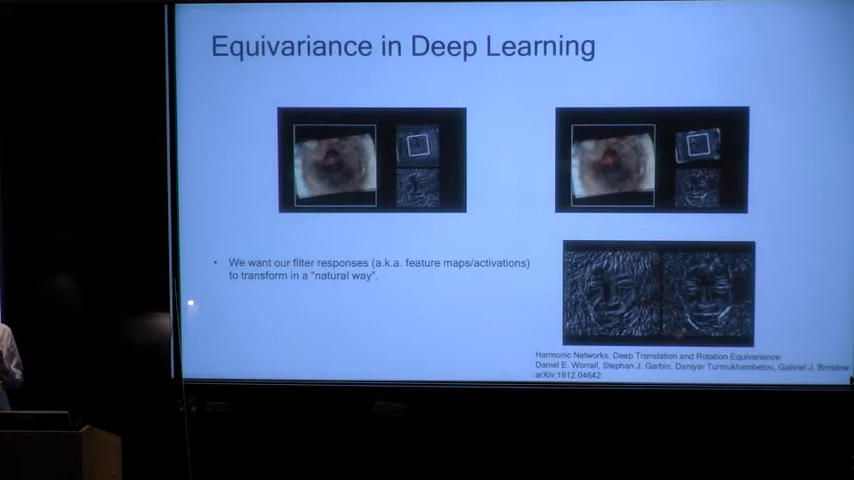 Equivariance in Deep Learning
• We want our filter responses (a.k.a. feature maps/activations)
to transform in a "natural way".
Harmonic Networks: Deep Translation and Rotation Equivariance
Daniel E. Worrall, Stephan J. Garbin, Daniyar Turmukhambetov, Gabriel J. Brostow
arXiv:1612.04642